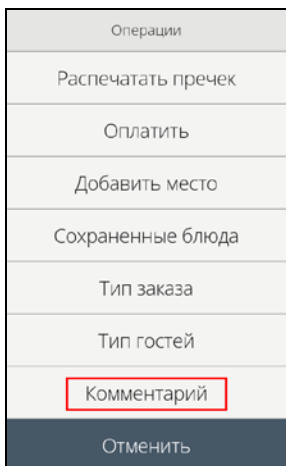 Операции
Распечатать пречек
Оплатить
Добавить место
Сохраненные блюда
Тип заказа
Тип гостей
Комментарий
Отменить